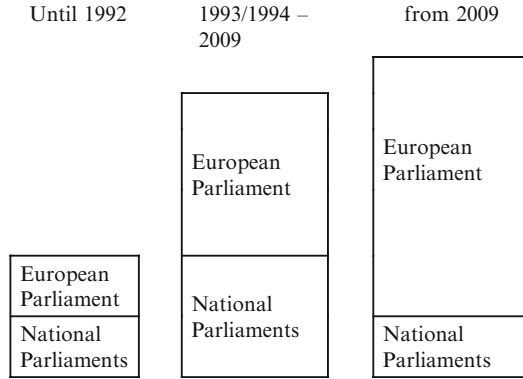 Until 1992
1993/1994 –
2009
from 2009
European
Parliament
National
Parliaments
European
Parliament
National
Parliaments
European
Parliament
National
Parliaments